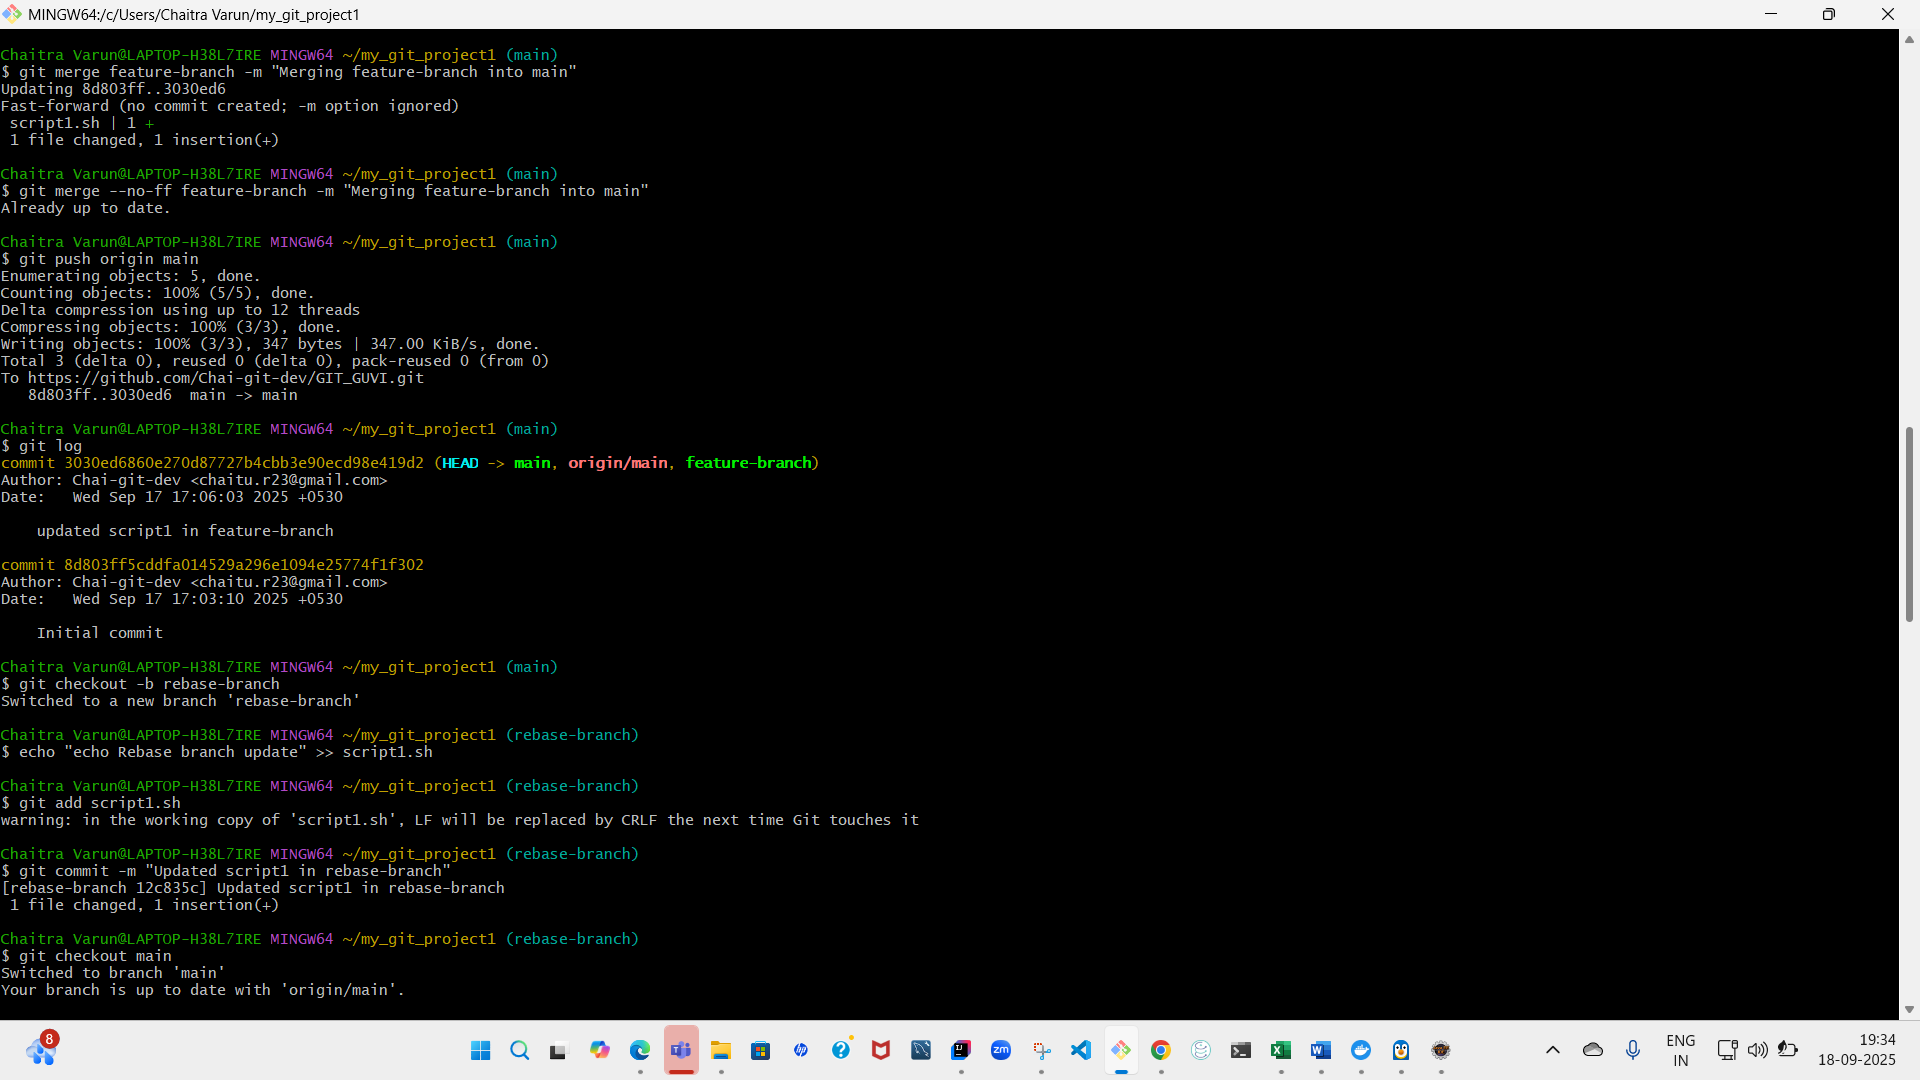 MINGW64:/c/Users/Chaitra Varun/my_git_project1
Chaitra Varun@LAPTOP-H38L7IRE MINGW64 ~/my_git_project1 (main)
$ git merge feature-branch -m "Merging feature-branch into main"
Updating 8d803ff..3030ed6
Fast-forward (no commit created; -m option ignored)
 script1.sh | 1 +
 1 file changed, 1 insertion(+)
Chaitra Varun@LAPTOP-H38L7IRE MINGW64 ~/my_git_project1 (main)
$ git merge --no-ff feature-branch -m "Merging feature-branch into main"
Already up to date.
Chaitra Varun@LAPTOP-H38L7IRE MINGW64 ~/my_git_project1 (main)
$ git push origin main
Enumerating objects: 5, done.
Counting objects: 100% (5/5), done.
Delta compression using up to 12 threads
Compressing objects: 100% (3/3), done.
Writing objects: 100% (3/3), 347 bytes | 347.00 KiB/s, done.
Total 3 (delta 0), reused 0 (delta 0), pack-reused 0 (from 0)
To https://github.com/Chai-git-dev/GIT_GUVI.git
   8d803ff..3030ed6  main -> main
Chaitra Varun@LAPTOP-H38L7IRE MINGW64 ~/my_git_project1 (main)
$ git log
commit 3030ed6860e270d87727b4cbb3e90ecd98e419d2 (HEAD -> main, origin/main, feature-branch)
Author: Chai-git-dev <chaitu.r23@gmail.com>
Date:   Wed Sep 17 17:06:03 2025 +0530
    updated script1 in feature-branch
commit 8d803ff5cddfa014529a296e1094e25774f1f302
Author: Chai-git-dev <chaitu.r23@gmail.com>
Date:   Wed Sep 17 17:03:10 2025 +0530
    Initial commit
Chaitra Varun@LAPTOP-H38L7IRE MINGW64 ~/my_git_project1 (main)
$ git checkout -b rebase-branch
Switched to a new branch 'rebase-branch'
Chaitra Varun@LAPTOP-H38L7IRE MINGW64 ~/my_git_project1 (rebase-branch)
$ echo "echo Rebase branch update" >> script1.sh
Chaitra Varun@LAPTOP-H38L7IRE MINGW64 ~/my_git_project1 (rebase-branch)
$ git add script1.sh
warning: in the working copy of 'script1.sh', LF will be replaced by CRLF the next time Git touches it
Chaitra Varun@LAPTOP-H38L7IRE MINGW64 ~/my_git_project1 (rebase-branch)
$ git commit -m "Updated script1 in rebase-branch"
[rebase-branch 12c835c] Updated script1 in rebase-branch
 1 file changed, 1 insertion(+)
Chaitra Varun@LAPTOP-H38L7IRE MINGW64 ~/my_git_project1 (rebase-branch)
$ git checkout main
Switched to branch 'main'
Your branch is up to date with 'origin/main'.
8
zm
ENG
IN
19:34
18-09-2025